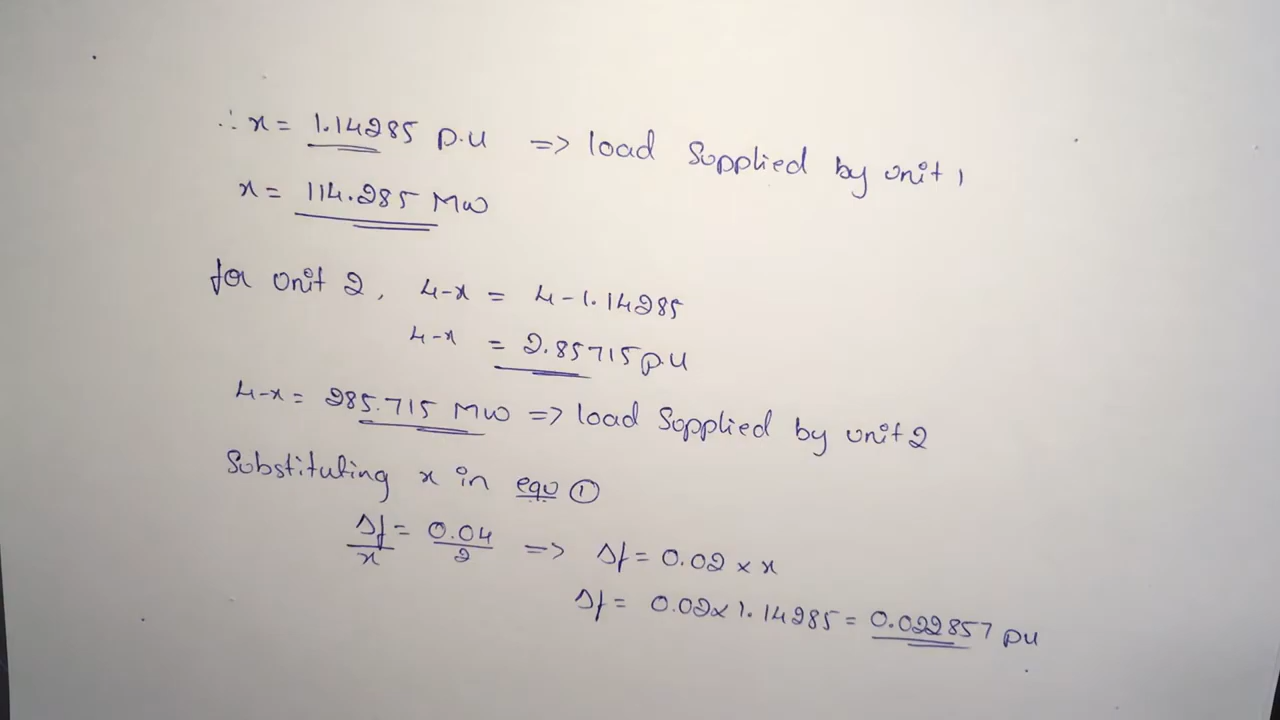 ∴ x = 1.14285 p.u => load supplied by unit 1
x = 114.285 MW
for unit 2, 4-x = 4-1.14285
4-x = 2.85715 p.u
4-x = 285.715 MW => load supplied by unit 2
Substituting x in equ ①
Δf/x = 0.04/2 => Δf = 0.02 × x
Δf = 0.02 × 1.14285 = 0.022857 pu